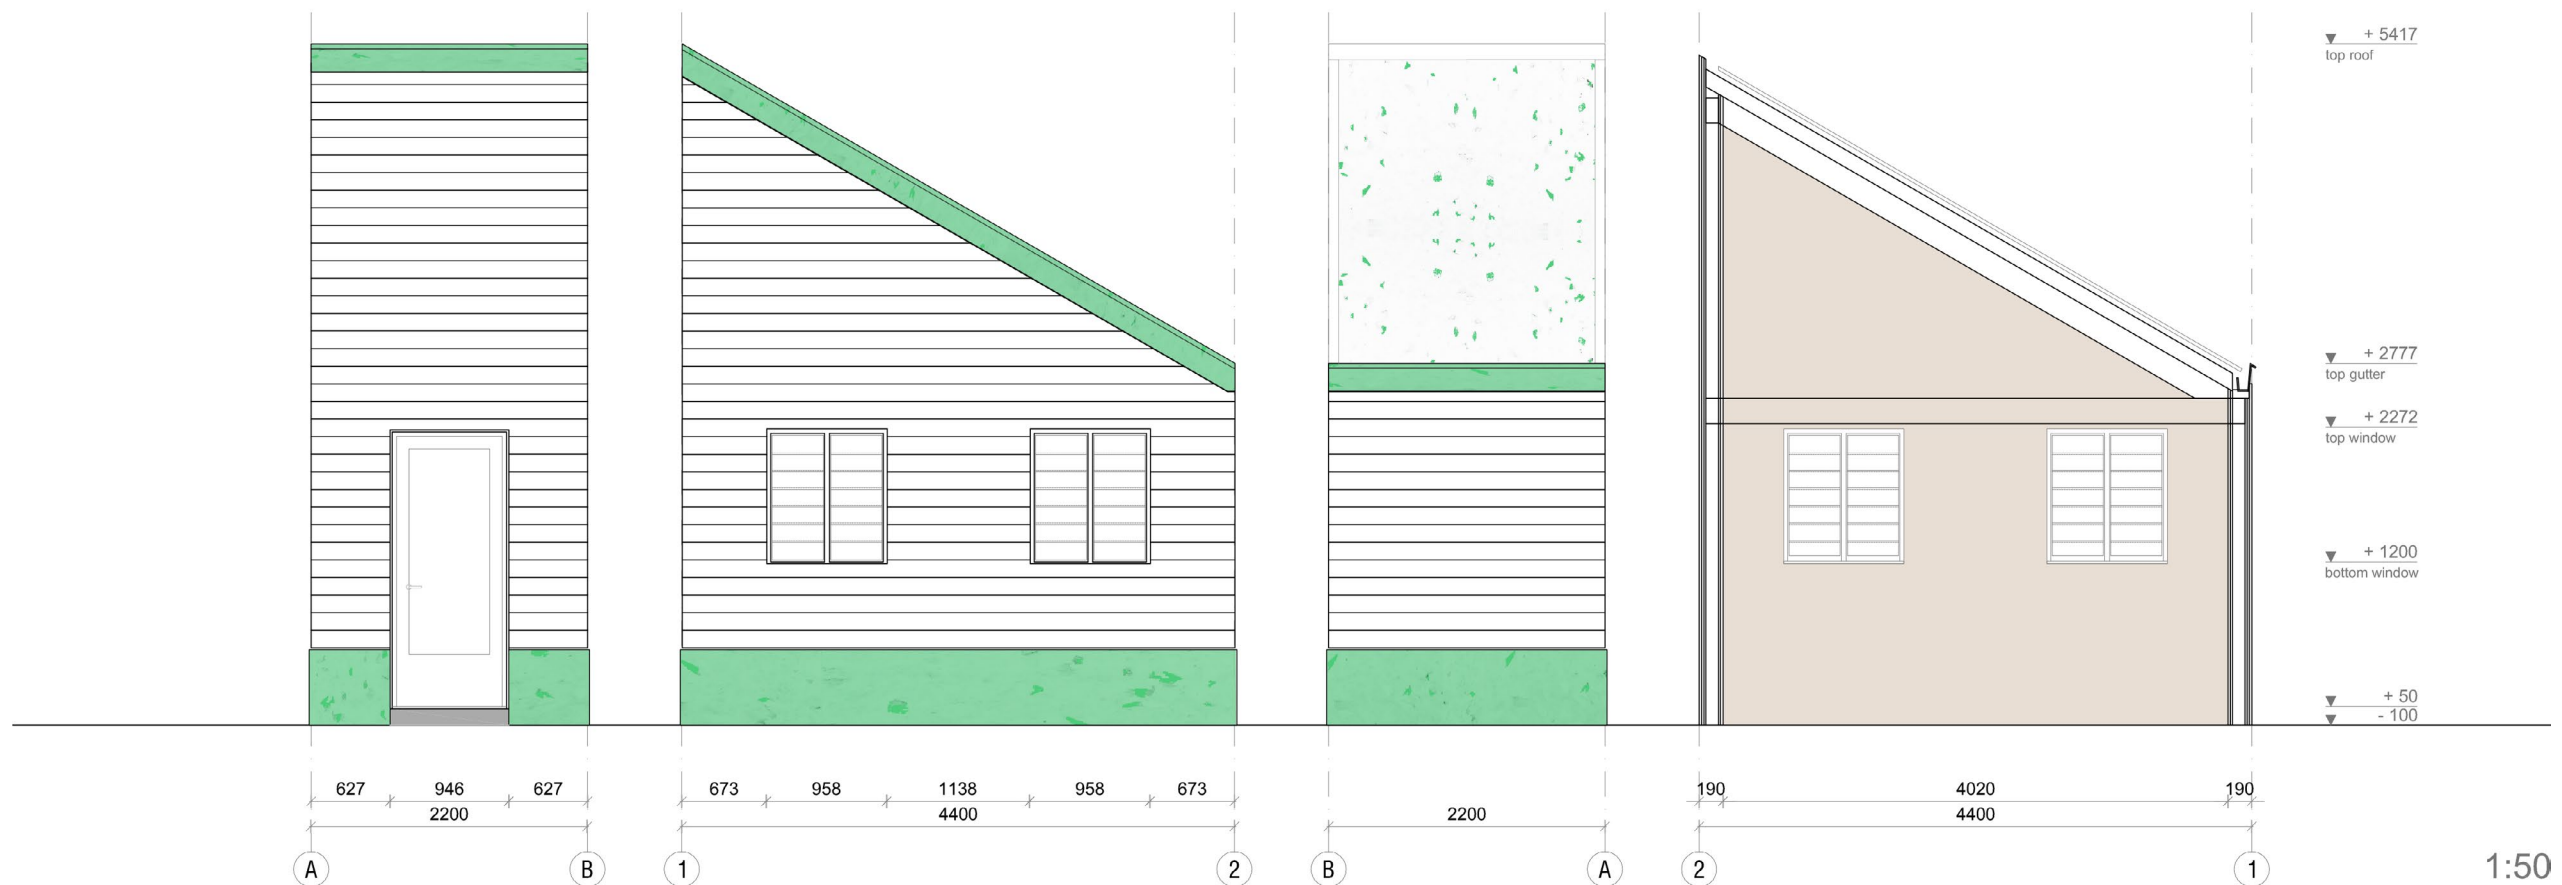 + 5417
top roof
+ 2777
top gutter
+ 2272
top window
+ 1200
bottom window
+ 50
- 100
627 946 627
2200
A B
673 958 1138 958 673
4400
1 2
2200
B A
190 4020 190
4400
2 1
1:50